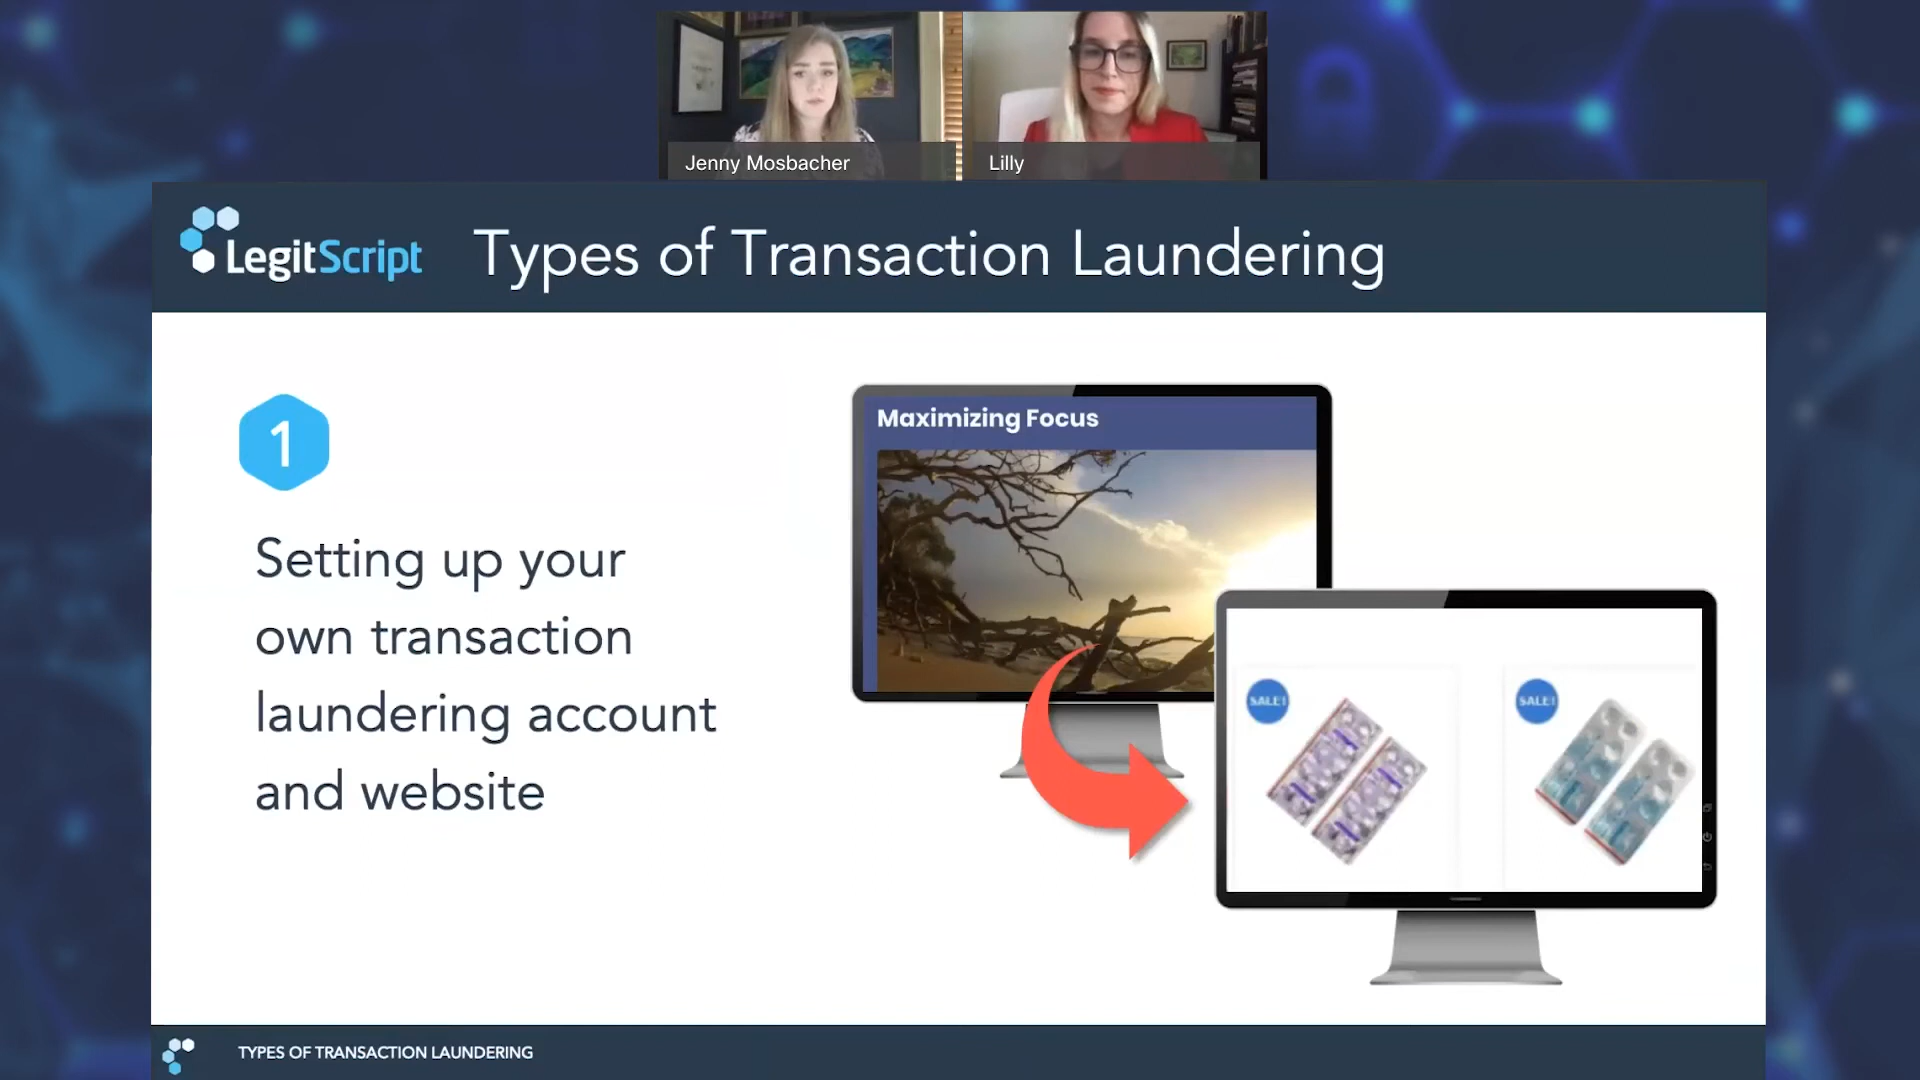 Jenny Mosbacher
Lilly
LegitScript
Types of Transaction Laundering
1
Setting up your
own transaction
laundering account
and website
Maximizing Focus
SALE!
SALE!
TYPES OF TRANSACTION LAUNDERING